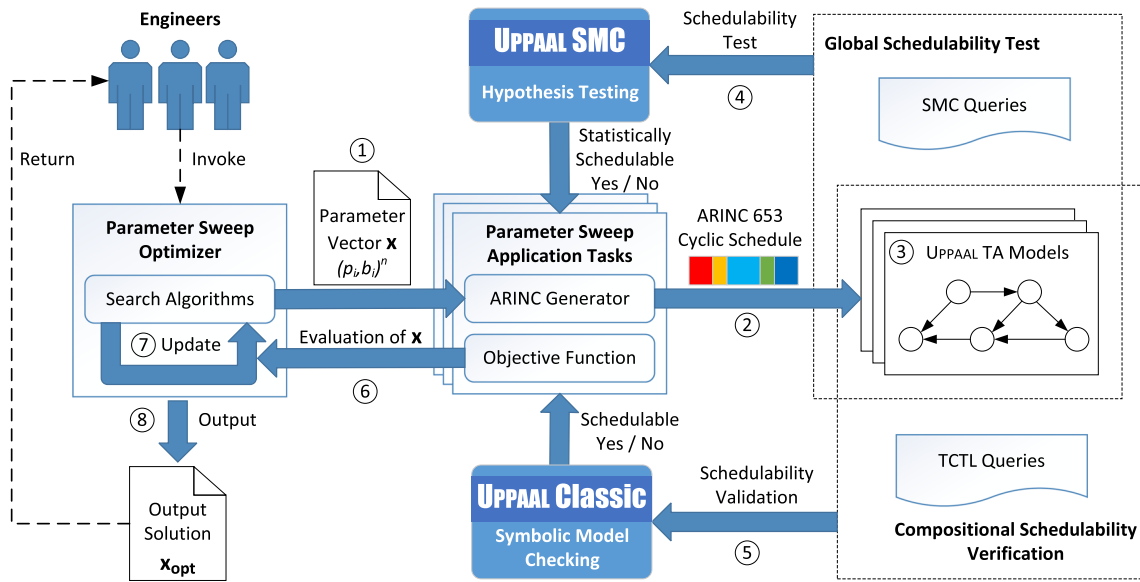 Engineers
Return
Invoke
Parameter Sweep
Optimizer
Search Algorithms
⑦ Update
⑧
Output
Output
Solution
x_opt
①
Parameter
Vector x
(p_i,b_i)^n
Evaluation of x
⑥
UPPAAL SMC
Hypothesis Testing
Statistically
Schedulable
Yes / No
Parameter Sweep
Application Tasks
ARINC Generator
Objective Function
Schedulable
Yes / No
UPPAAL Classic
Symbolic Model
Checking
Schedulability
Test
④
ARINC 653
Cyclic Schedule
②
Schedulability
Validation
⑤
Global Schedulability Test
SMC Queries
③ UPPAAL TA Models
TCTL Queries
Compositional Schedulability
Verification